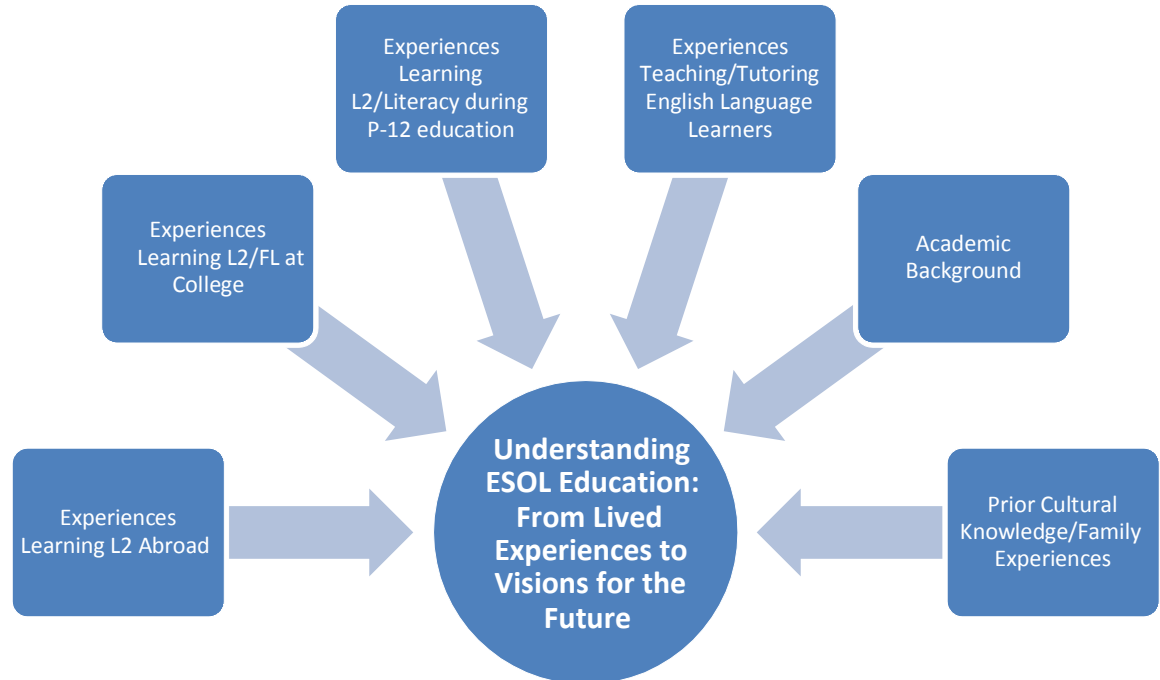 Experiences
Learning
L2/Literacy during
P-12 education
Experiences
Teaching/Tutoring
English Language
Learners
Experiences
Learning L2/FL at
College
Academic
Background
Experiences
Learning L2 Abroad
Understanding
ESOL Education:
From Lived
Experiences to
Visions for the
Future
Prior Cultural
Knowledge/Family
Experiences